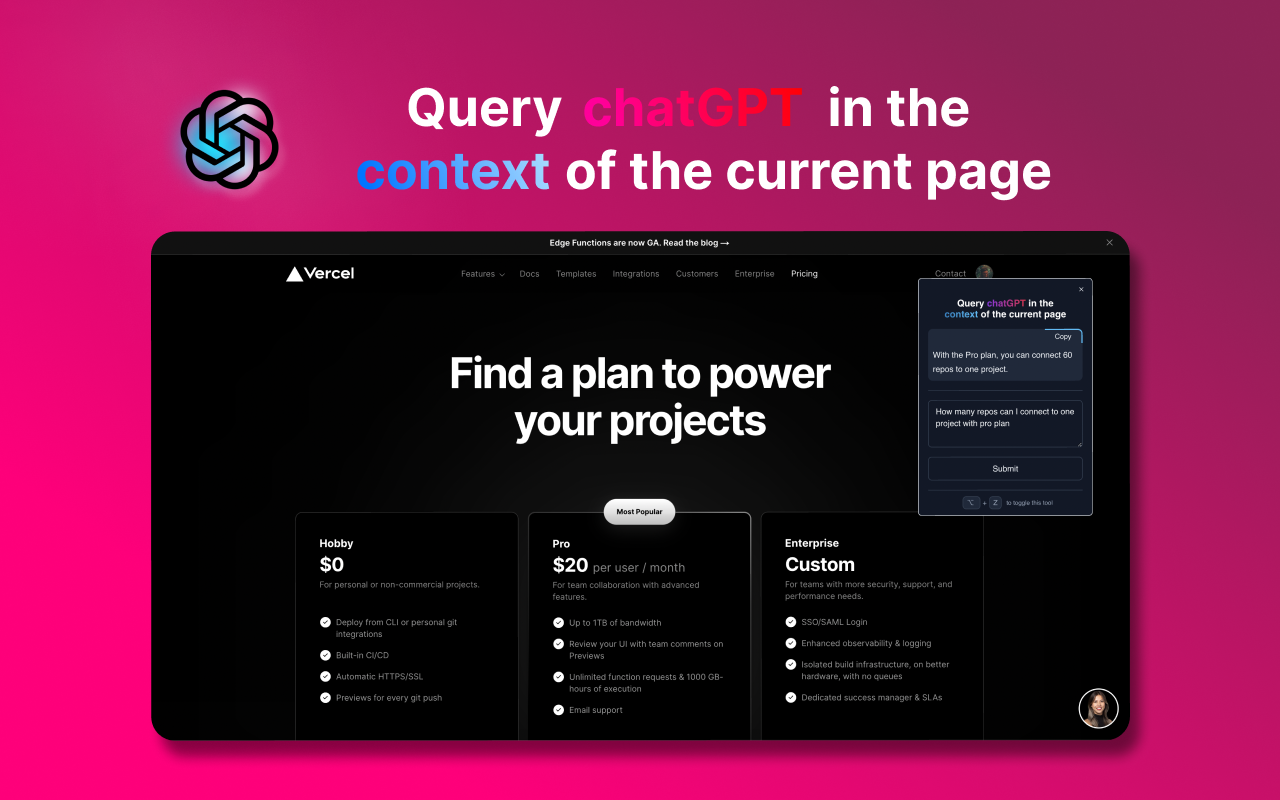 Query chatGPT in the
context of the current page
Edge Functions are now GA. Read the blog →
Vercel
Features
Docs
Templates
Integrations
Customers
Enterprise
Pricing
Contact
Find a plan to power
your projects
Query chatGPT in the
context of the current page
Copy
With the Pro plan, you can connect 60
repos to one project.
How many repos can I connect to one
project with pro plan
Submit
⌥ + Z to toggle this tool
Most Popular
Hobby
$0
For personal or non-commercial projects.
Deploy from CLI or personal git
integrations
Built-in CI/CD
Automatic HTTPS/SSL
Previews for every git push
Pro
$20 per user / month
For team collaboration with advanced
features.
Up to 1TB of bandwidth
Review your UI with team comments on
Previews
Unlimited function requests & 1000 GB-
hours of execution
Email support
Enterprise
Custom
For teams with more security, support, and
performance needs.
SSO/SAML Login
Enhanced observability & logging
Isolated build infrastructure, on better
hardware, with no queues
Dedicated success manager & SLAs